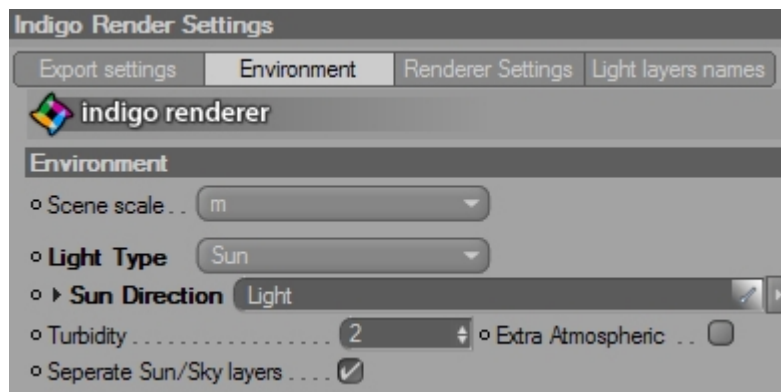 Indigo Render Settings
Export settings Environment Renderer Settings Light layers names
indigo renderer
Environment
Scene scale . . m
Light Type Sun
Sun Direction Light
Turbidity . . . . . . . . . . . . . . . . . 2 Extra Atmospheric . .
Seperate Sun/Sky layers . . . .